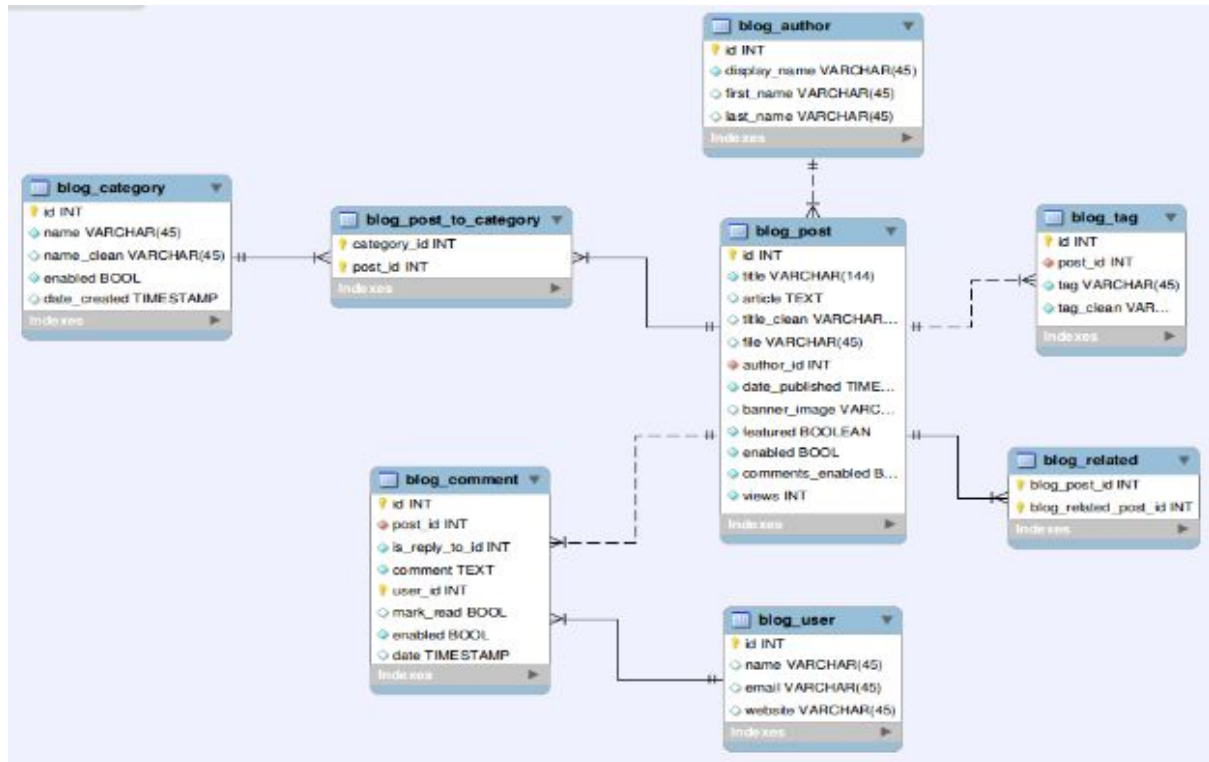 blog_author
id INT
display_name VARCHAR(45)
first_name VARCHAR(45)
last_name VARCHAR(45)
Indexes
blog_category
id INT
name VARCHAR(45)
name_clean VARCHAR(45)
enabled BOOL
date_created TIMESTAMP
Indexes
blog_post_to_category
category_id INT
post_id INT
Indexes
blog_post
id INT
title VARCHAR(144)
article TEXT
title_clean VARCHAR...
file VARCHAR(45)
author_id INT
date_published TIME...
banner_image VARC...
featured BOOLEAN
enabled BOOL
comments_enabled B...
views INT
Indexes
blog_tag
id INT
post_id INT
tag VARCHAR(45)
tag_clean VAR...
Indexes
blog_related
blog_post_id INT
blog_related_post_id INT
Indexes
blog_comment
id INT
post_id INT
is_reply_to_id INT
comment TEXT
user_id INT
mark_read BOOL
enabled BOOL
date TIMESTAMP
Indexes
blog_user
id INT
name VARCHAR(45)
email VARCHAR(45)
website VARCHAR(45)
Indexes